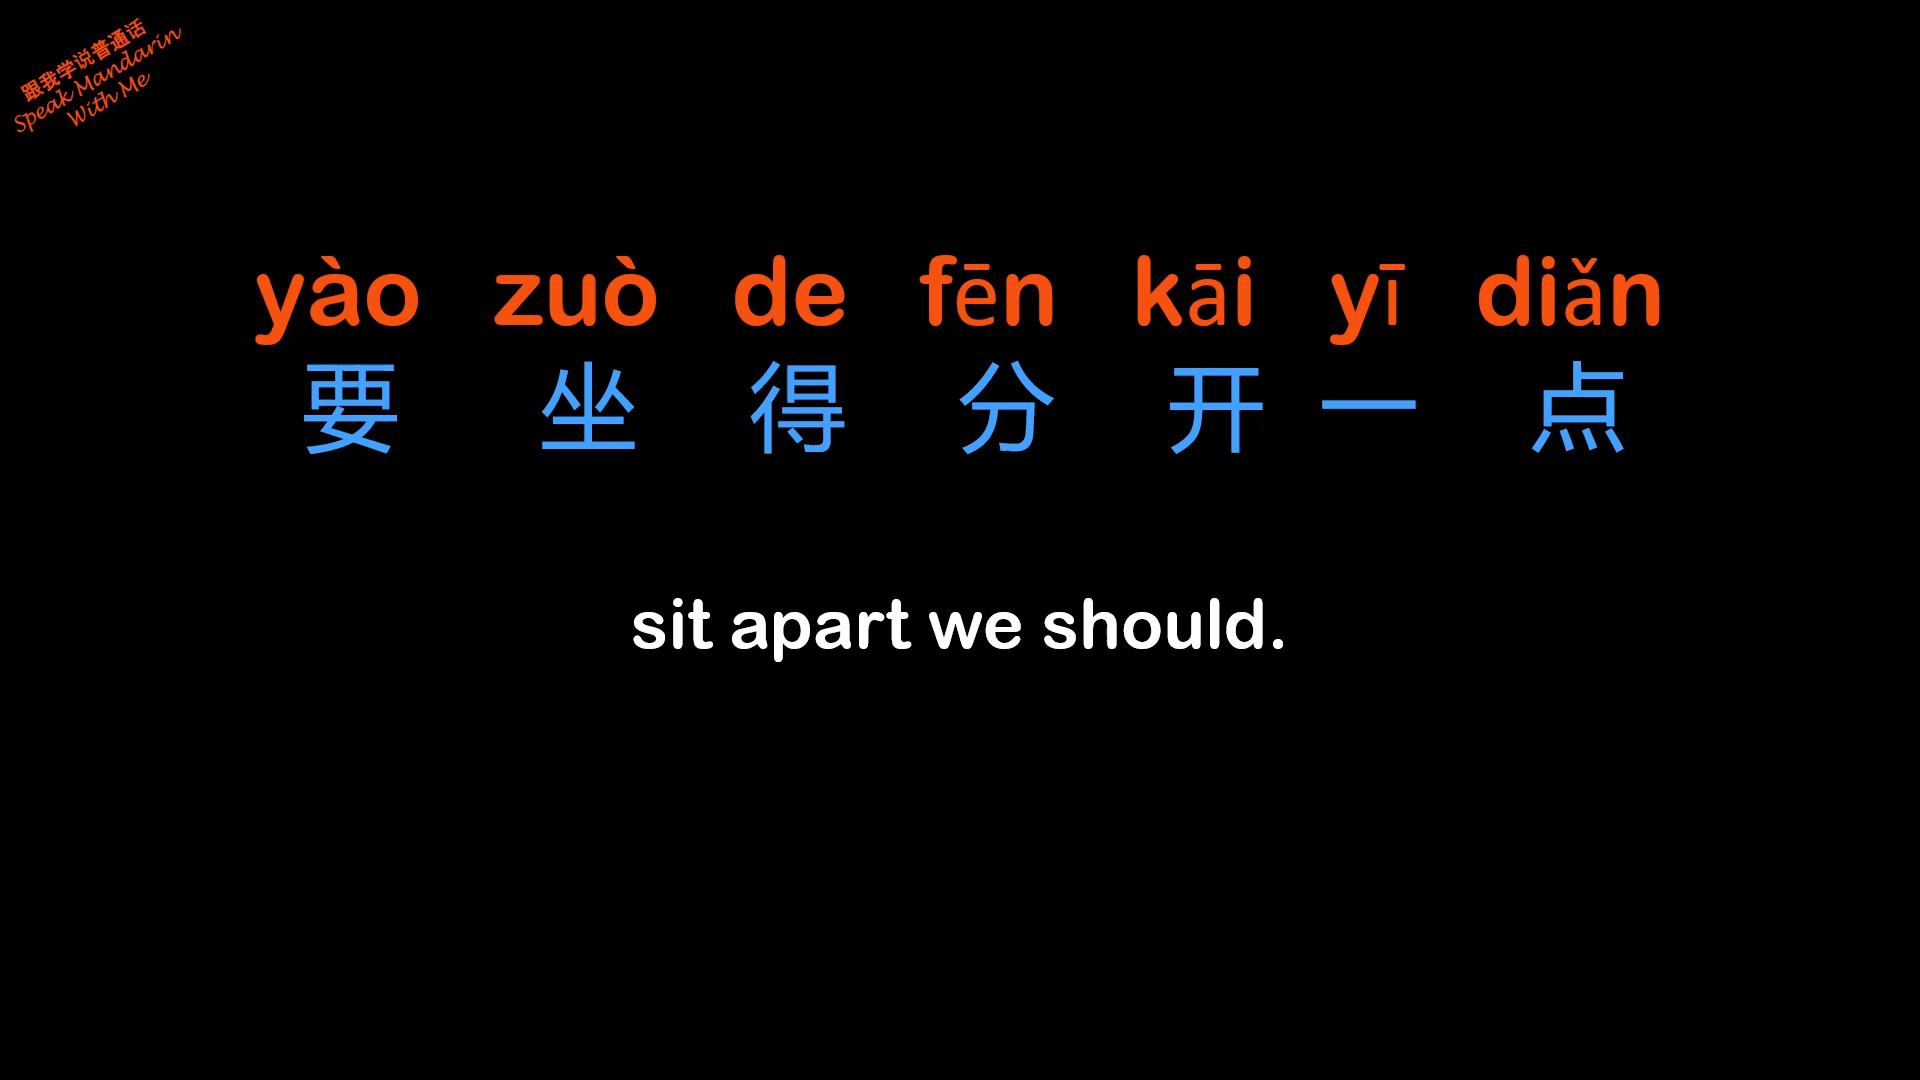 跟我学说普通话
Speak Mandarin
With Me
yào zuò de fēn kāi yī diǎn
要 坐 得 分 开 一 点
sit apart we should.